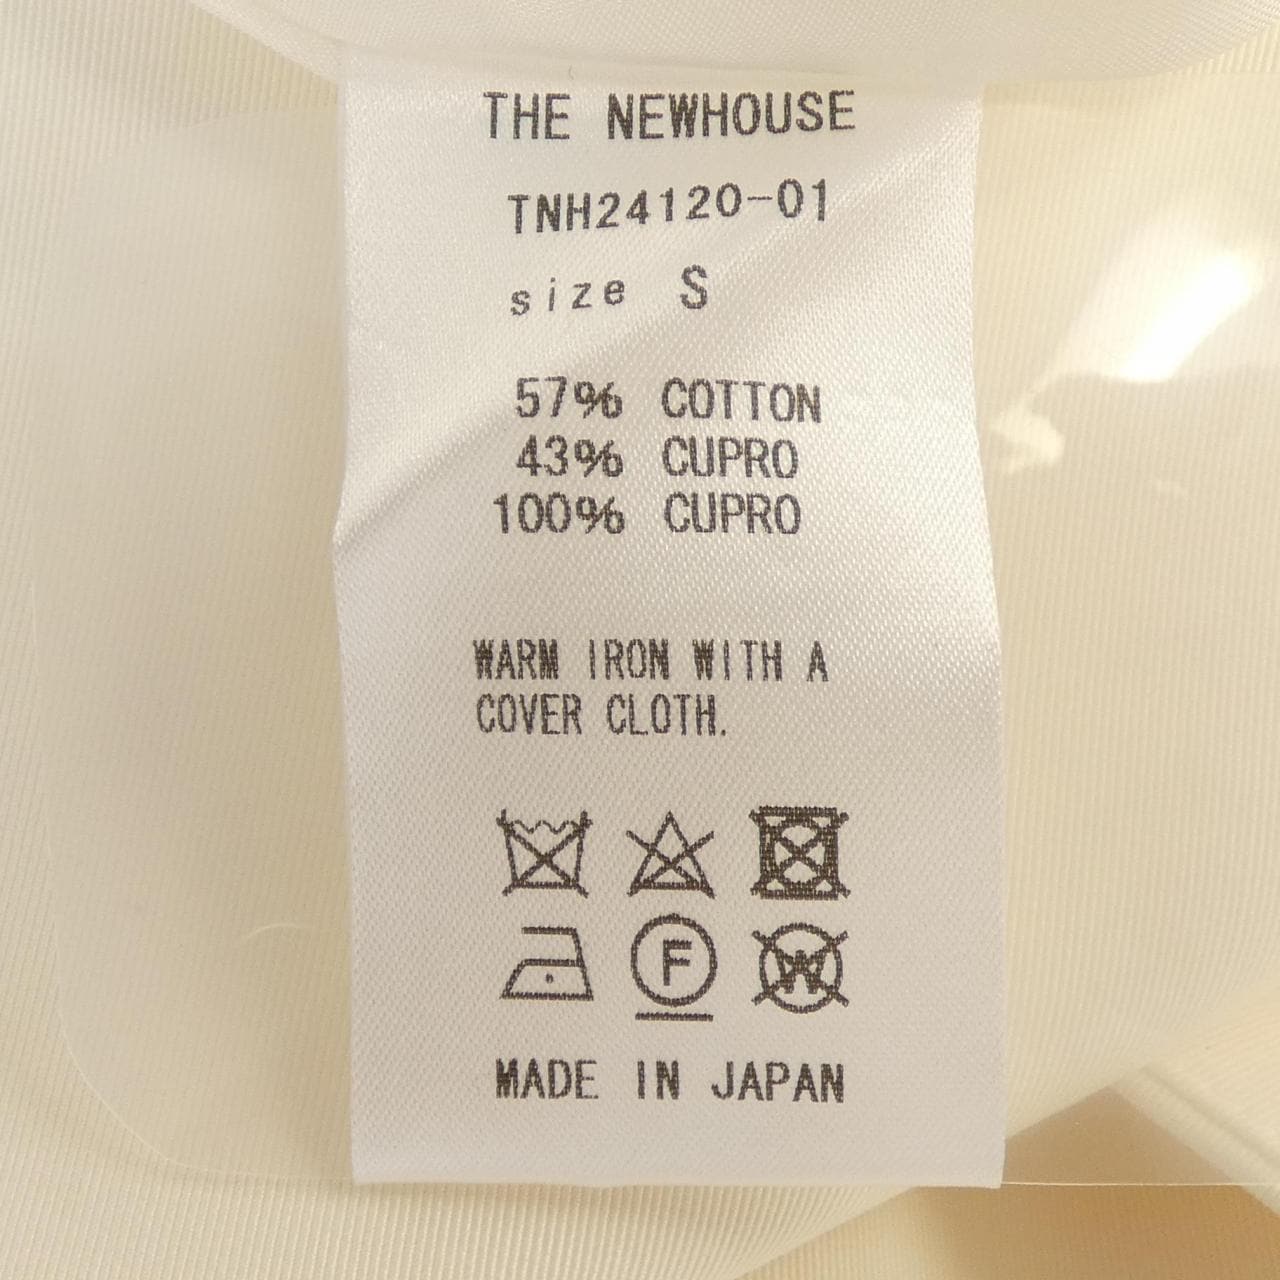 THE NEWHOUSE
TNH24120-01
size S
57% COTTON
43% CUPRO
100% CUPRO
WARM IRON WITH A
COVER CLOTH.
F
W
MADE IN JAPAN